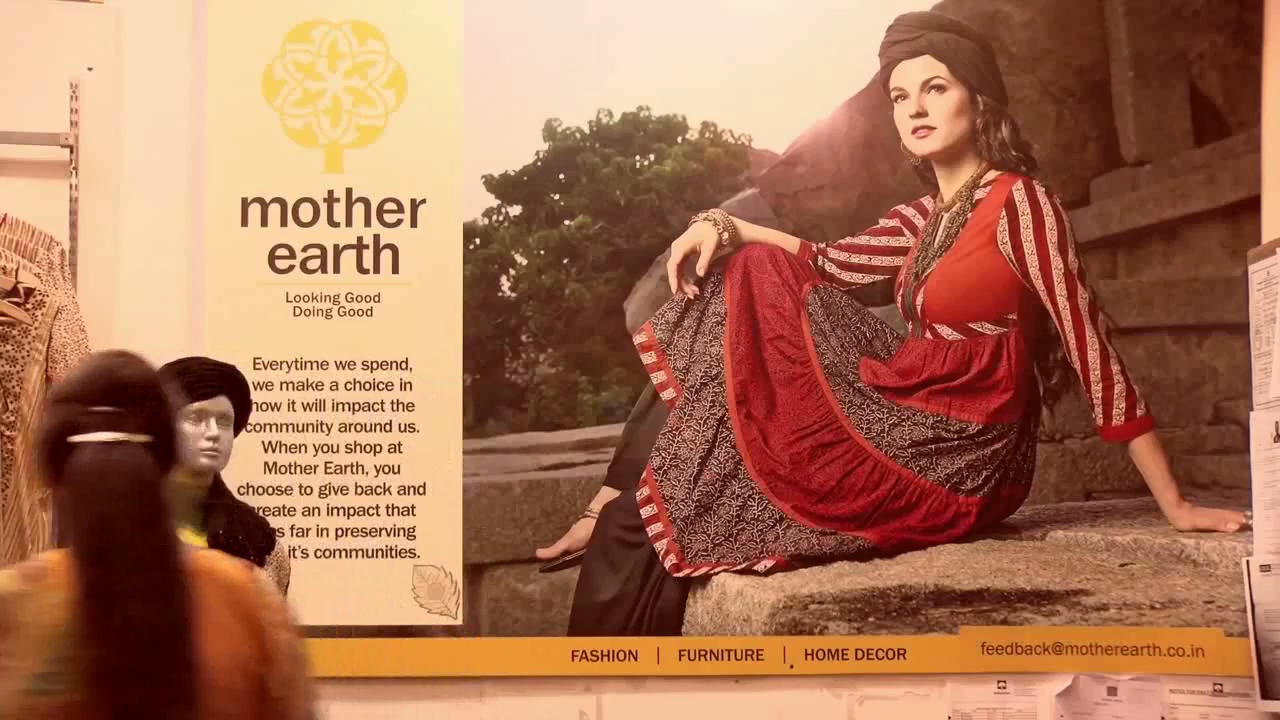 mother
earth
Looking Good
Doing Good
Everytime we spend,
we make a choice in
how it will impact the
community around us.
When you shop at
Mother Earth, you
choose to give back and
create an impact that
far in preserving
it's communities.
FASHION | FURNITURE | HOME DECOR
feedback@motherearth.co.in